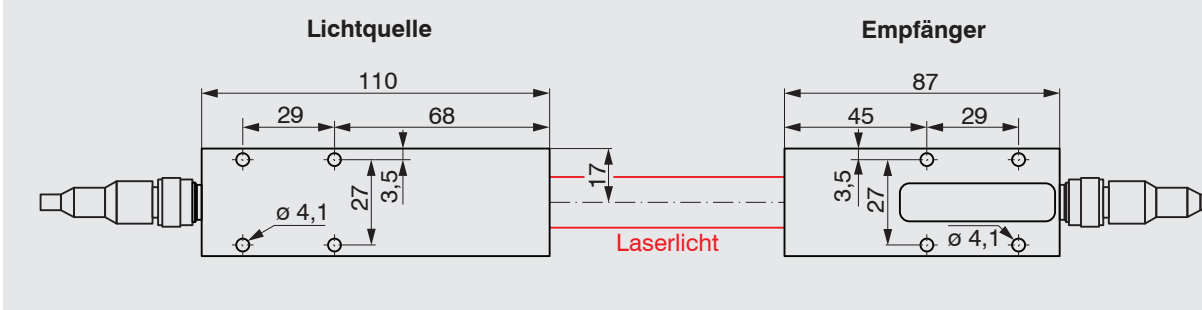 Lichtquelle
Empfänger
110
87
29
68
45
29
27
3,5
17
3,5
27
ø 4,1
ø 4,1
Laserlicht